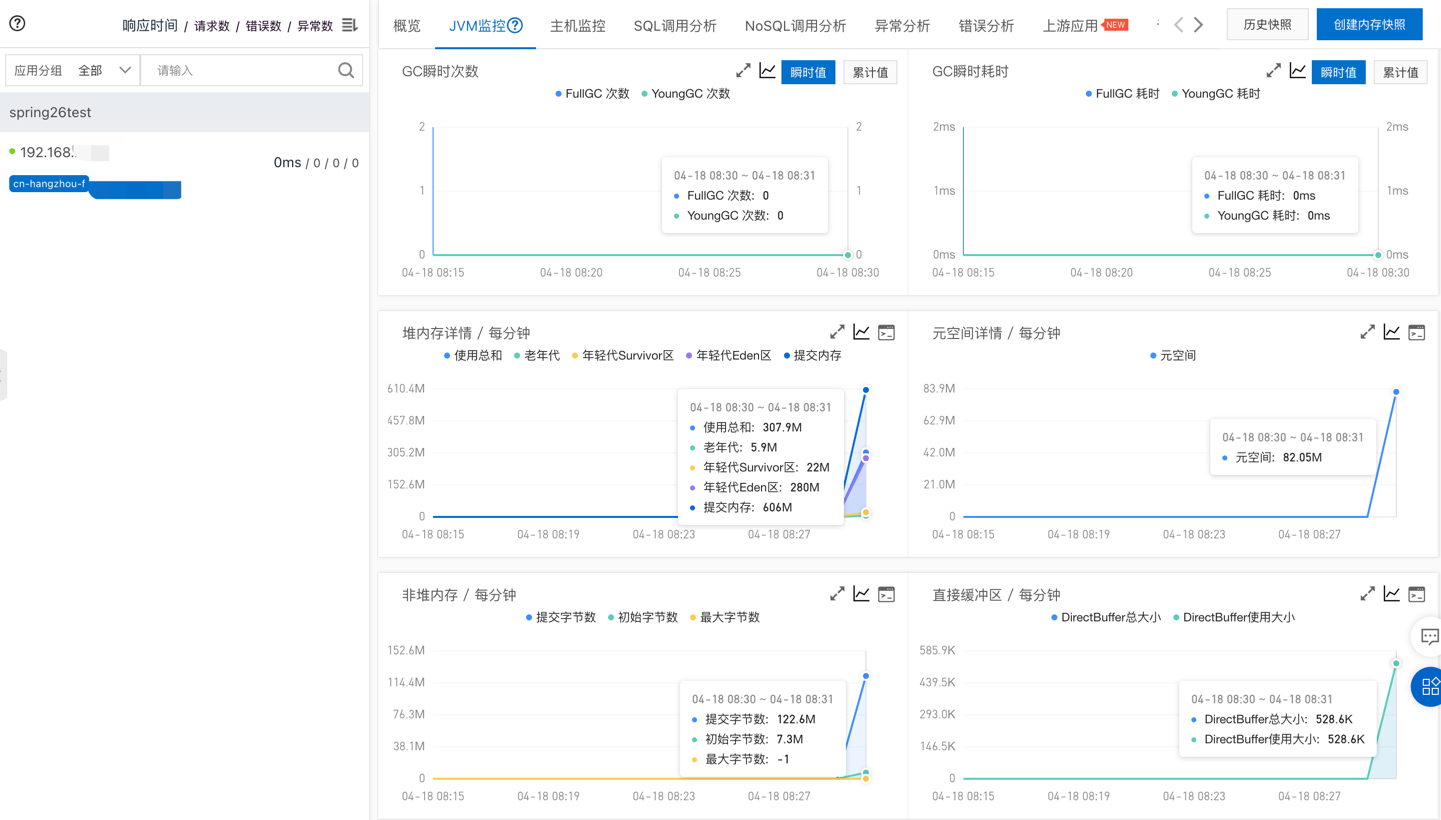 响应时间 / 请求数 / 错误数 / 异常数
应用分组 全部 请输入
spring26test
192.168.
0ms / 0 / 0 / 0
cn-hangzhou-f
概览 JVM监控 主机监控 SQL调用分析 NoSQL调用分析 异常分析 错误分析 上游应用 NEW 历史快照 创建内存快照
GC瞬时次数 瞬时值 累计值
FullGC 次数 YoungGC 次数
2 2
1 1
0 0
04-18 08:30 ~ 04-18 08:31
FullGC 次数: 0
YoungGC 次数: 0
04-18 08:15 04-18 08:20 04-18 08:25 04-18 08:30
GC瞬时耗时 瞬时值 累计值
FullGC 耗时 YoungGC 耗时
2ms 2ms
1ms 1ms
0ms 0ms
04-18 08:30 ~ 04-18 08:31
FullGC 耗时: 0ms
YoungGC 耗时: 0ms
04-18 08:15 04-18 08:20 04-18 08:25 04-18 08:30
堆内存详情 / 每分钟
使用总和 老年代 年轻代Survivor区 年轻代Eden区 提交内存
610.4M
457.8M
305.2M
152.6M
0
04-18 08:30 ~ 04-18 08:31
使用总和: 307.9M
老年代: 5.9M
年轻代Survivor区: 22M
年轻代Eden区: 280M
提交内存: 606M
04-18 08:15 04-18 08:19 04-18 08:23 04-18 08:27
元空间详情 / 每分钟
元空间
83.9M
62.9M
42.0M
21.0M
0
04-18 08:30 ~ 04-18 08:31
元空间: 82.05M
04-18 08:15 04-18 08:19 04-18 08:23 04-18 08:27
非堆内存 / 每分钟
提交字节数 初始字节数 最大字节数
152.6M
114.4M
76.3M
38.1M
0
04-18 08:30 ~ 04-18 08:31
提交字节数: 122.6M
初始字节数: 7.3M
最大字节数: -1
04-18 08:15 04-18 08:19 04-18 08:23 04-18 08:27
直接缓冲区 / 每分钟
DirectBuffer总大小 DirectBuffer使用大小
585.9K
439.5K
293.0K
146.5K
0
04-18 08:30 ~ 04-18 08:31
DirectBuffer总大小: 528.6K
DirectBuffer使用大小: 528.6K
04-18 08:15 04-18 08:19 04-18 08:23 04-18 08:27